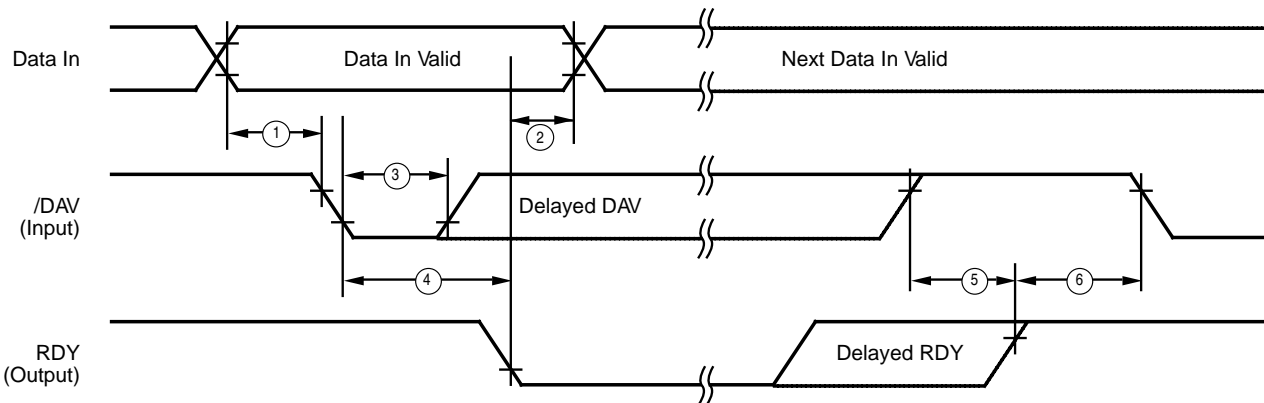 Data In
Data In Valid
Next Data In Valid
1
2
3
/DAV
(Input)
Delayed DAV
4
5
6
RDY
(Output)
Delayed RDY